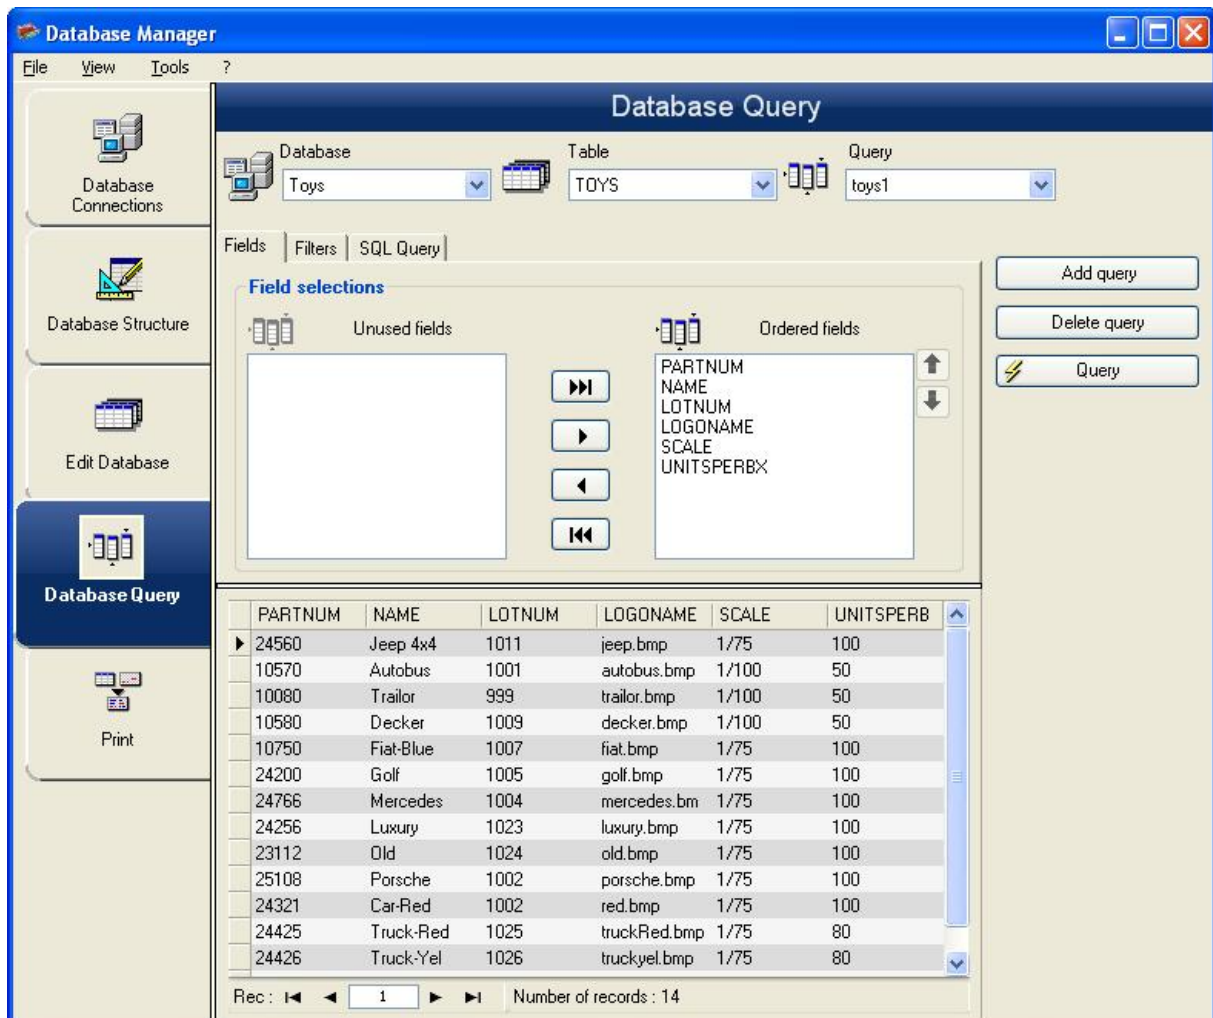 Database Manager
File View Tools ?
Database Query
Database Table Query
Toys TOYS toys1
Database
Connections
Database Structure
Edit Database
Database Query
Print
Fields Filters SQL Query
Field selections
Unused fields Ordered fields
PARTNUM
NAME
LOTNUM
LOGONAME
SCALE
UNITSPERBX
Add query
Delete query
Query
PARTNUM NAME LOTNUM LOGONAME SCALE UNITSPERB
24560 Jeep 4x4 1011 jeep.bmp 1/75 100
10570 Autobus 1001 autobus.bmp 1/100 50
10080 Trailor 999 trailor.bmp 1/100 50
10580 Decker 1009 decker.bmp 1/100 50
10750 Fiat-Blue 1007 fiat.bmp 1/75 100
24200 Golf 1005 golf.bmp 1/75 100
24766 Mercedes 1004 mercedes.bm 1/75 100
24256 Luxury 1023 luxury.bmp 1/75 100
23112 Old 1024 old.bmp 1/75 100
25108 Porsche 1002 porsche.bmp 1/75 100
24321 Car-Red 1002 red.bmp 1/75 100
24425 Truck-Red 1025 truckRed.bmp 1/75 80
24426 Truck-Yel 1026 truckyel.bmp 1/75 80
Rec : 1 Number of records : 14